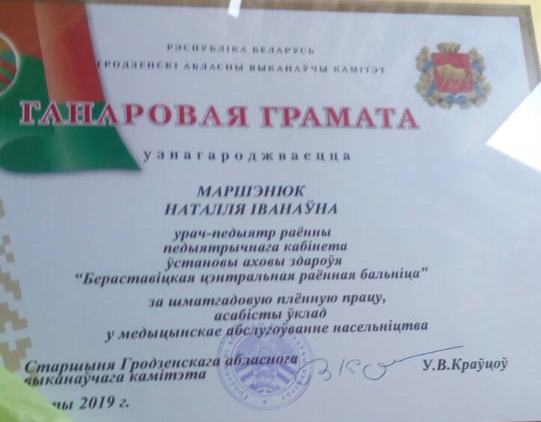 РЭСПУБЛІКА БЕЛАРУСЬ
ГРОДЗЕНСКІ АБЛАСНЫ ВЫКАНАЎЧЫ КАМІТЭТ
ГАНАРОВАЯ ГРАМАТА
узнагароджваецца
МАРШЭНЮК
НАТАЛЛЯ ІВАНАЎНА
урач-педыятр раённы
педыятрычнага кабінета
ўстановы аховы здароўя
“Бераставіцкая цэнтральная раённая бальніца”
за шматгадовую плённую працу,
асабісты ўклад
у медыцынскае абслугоўванне насельніцтва
Старшыня Гродзенскага абласнога
выканаўчага камітэта
У.В.Краўцоў
2019 г.